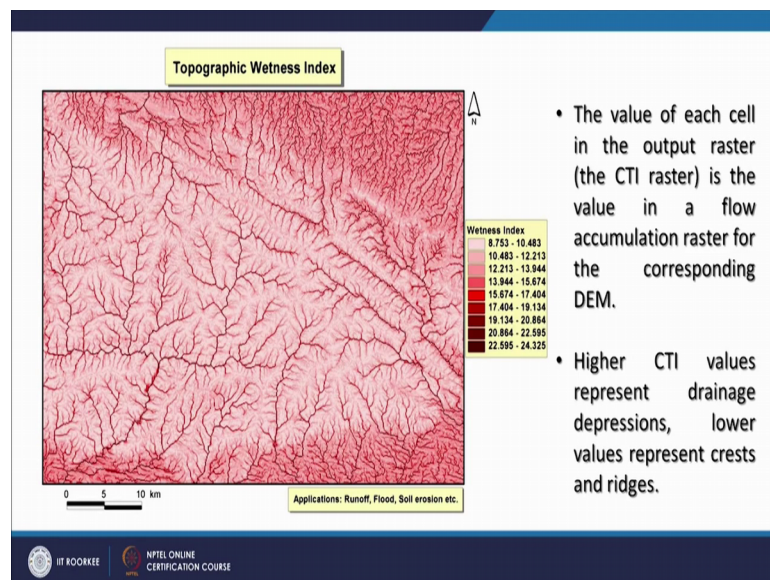 Topographic Wetness Index
N
Wetness Index
8.753 - 10.483
10.483 - 12.213
12.213 - 13.944
13.944 - 15.674
15.674 - 17.404
17.404 - 19.134
19.134 - 20.864
20.864 - 22.595
22.595 - 24.325
0 5 10 km
Applications: Runoff, Flood, Soil erosion etc.
• The value of each cell
in the output raster
(the CTI raster) is the
value in a flow
accumulation raster for
the corresponding
DEM.
• Higher CTI values
represent drainage
depressions, lower
values represent crests
and ridges.
IIT ROORKEE
NPTEL
NPTEL ONLINE
CERTIFICATION COURSE